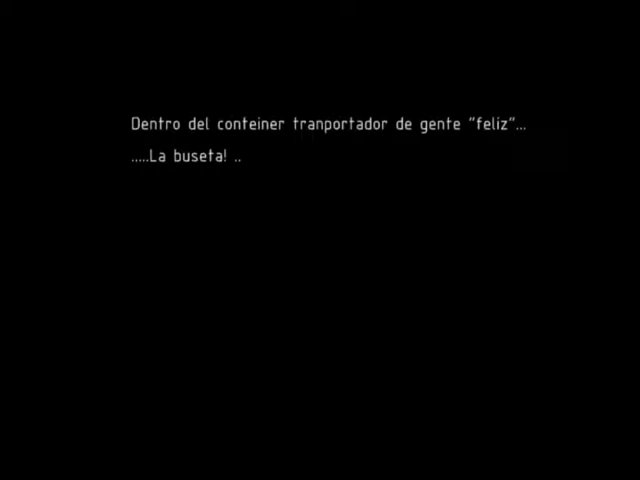 Dentro del conteiner tranportador de gente "feliz"...
.....La buseta! ..